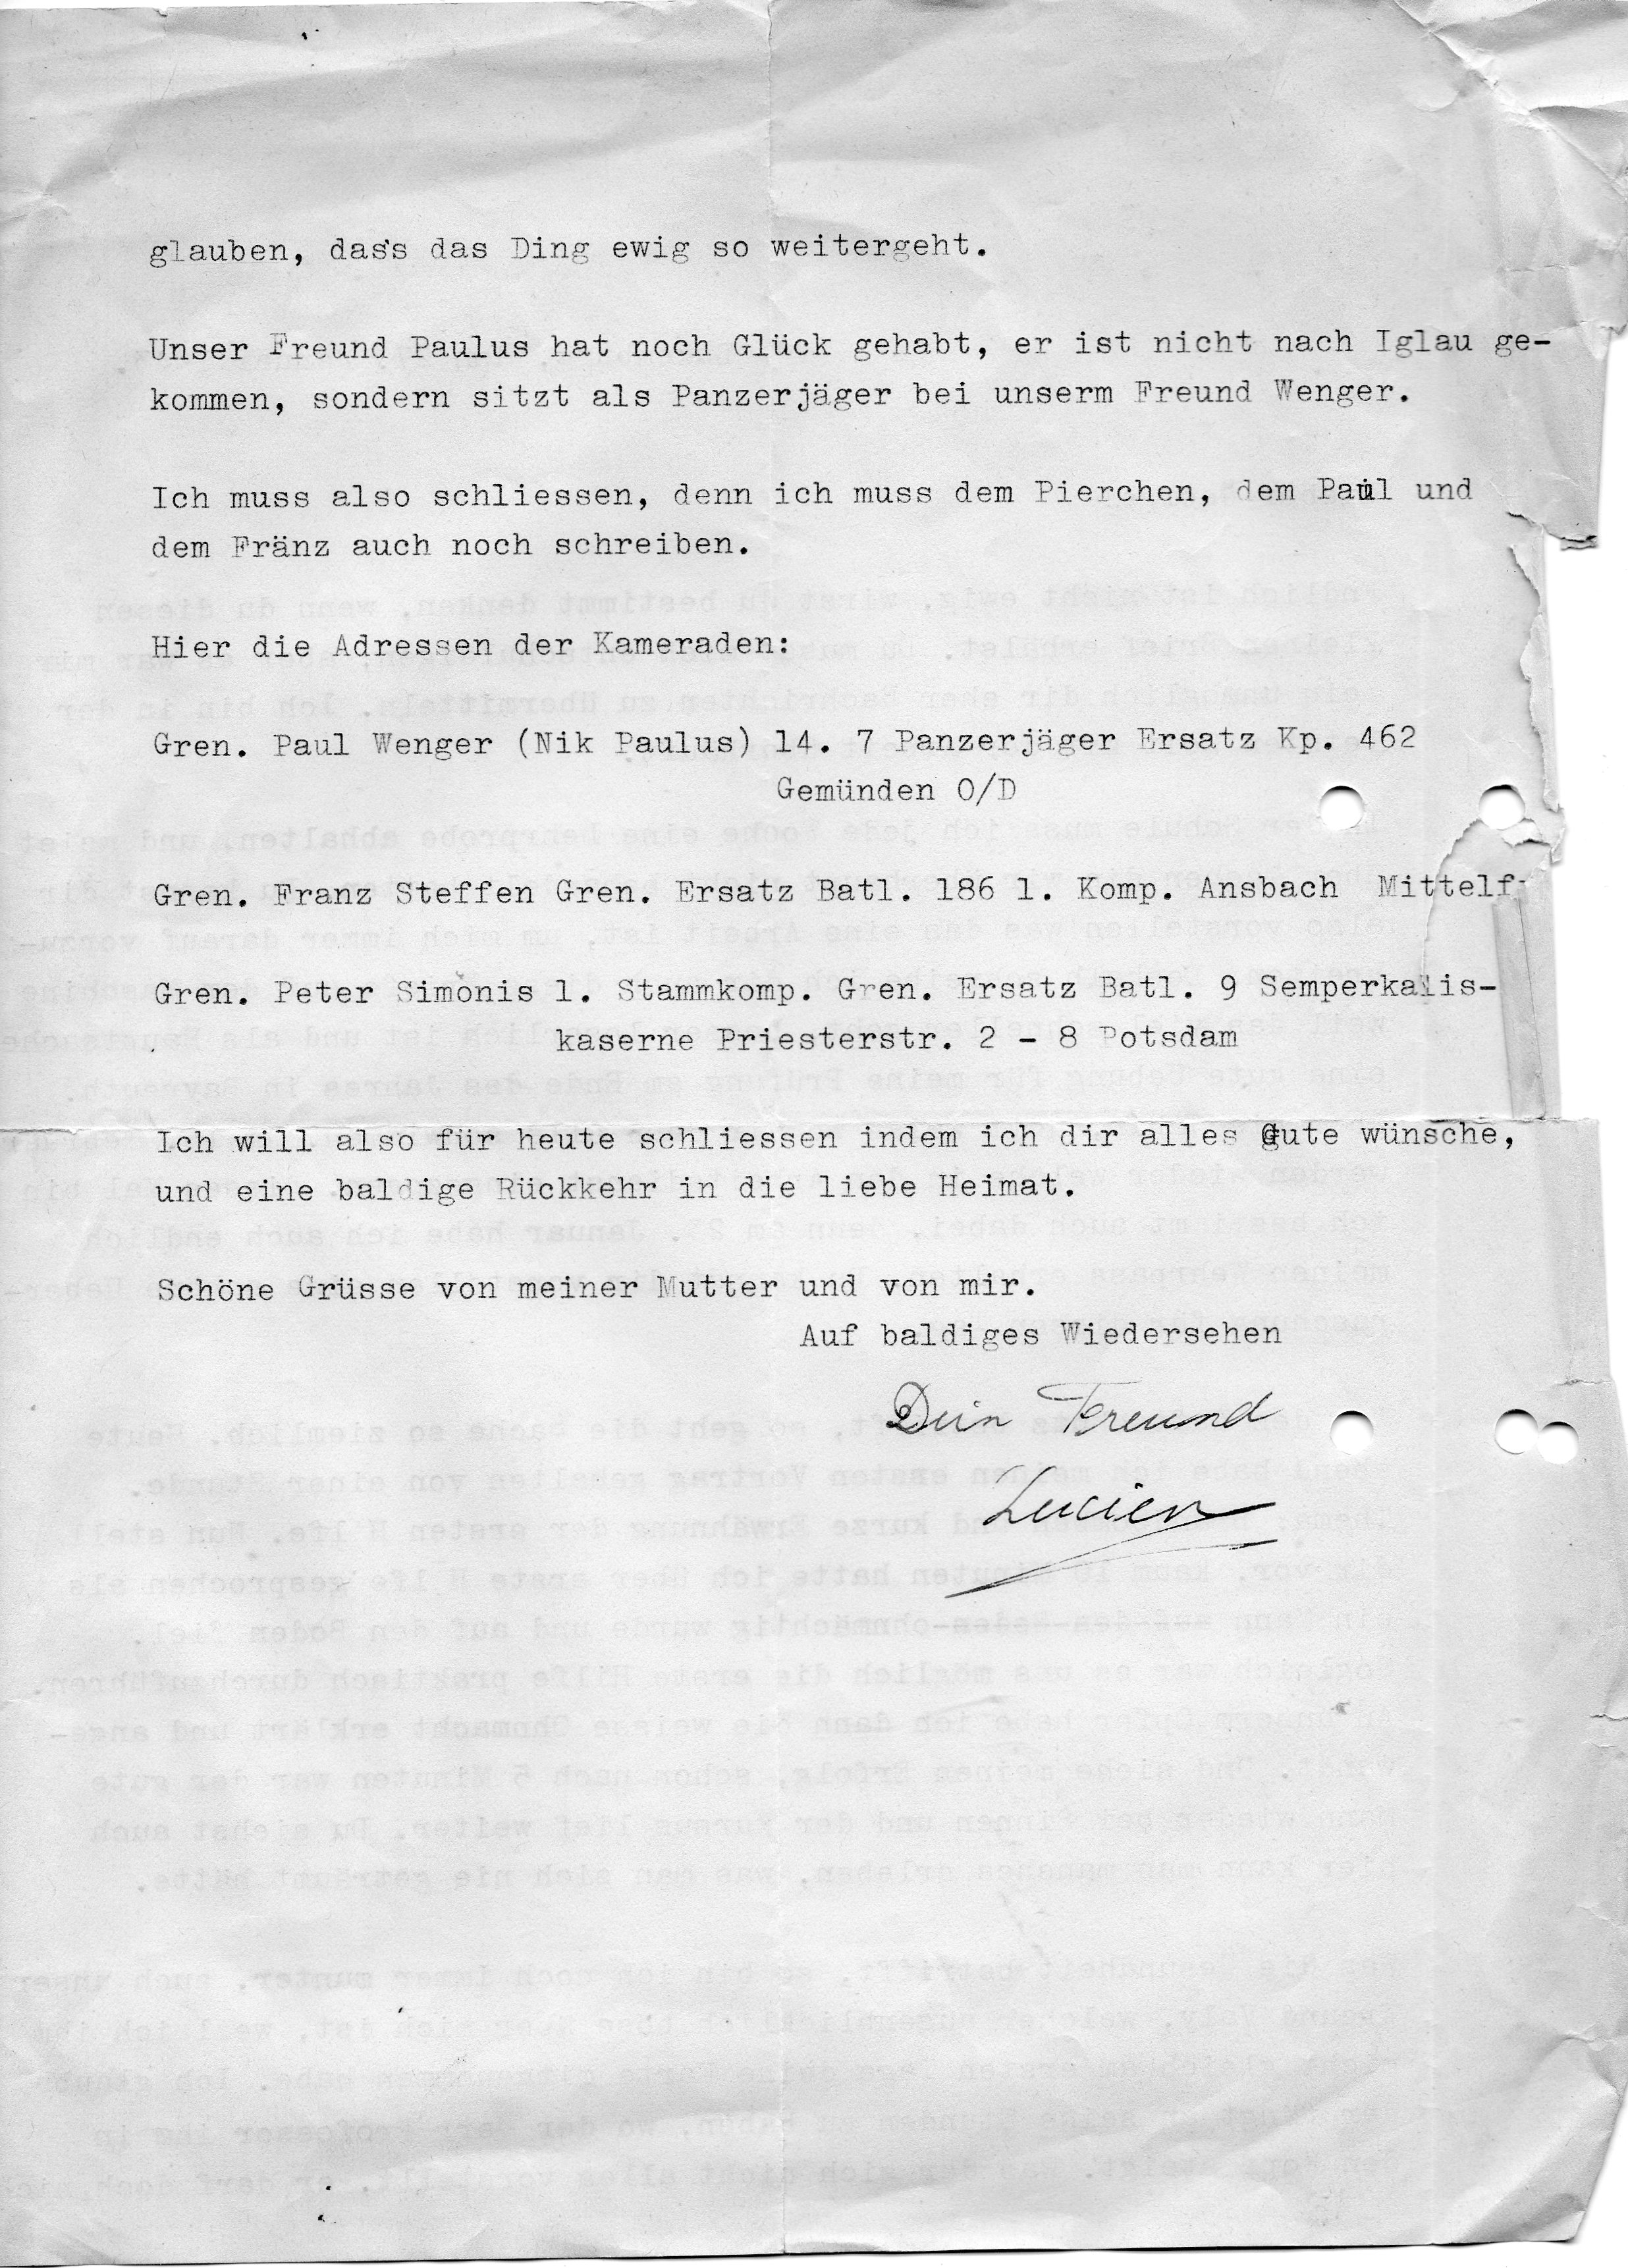 glauben, dass das Ding ewig so weitergeht.
Unser Freund Paulus hat noch Glück gehabt, er ist nicht nach Iglau ge-
kommen, sondern sitzt als Panzerjäger bei unserm Freund Wenger.
Ich muss also schliessen, denn ich muss dem Pierchen, dem Paul und
dem Fränz auch noch schreiben.
Hier die Adressen der Kameraden:
Gren. Paul Wenger (Nik Paulus) 14. 7 Panzerjäger Ersatz Kp. 462
Gemünden O/D
Gren. Franz Steffen Gren. Ersatz Batl. 186 1. Komp. Ansbach Mittelf
Gren. Peter Simonis 1. Stammkomp. Gren. Ersatz Batl. 9 Semperkalis-
kaserne Priesterstr. 2 - 8 Potsdam
Ich will also für heute schliessen indem ich dir alles Gute wünsche,
und eine baldige Rückkehr in die liebe Heimat.
Schöne Grüsse von meiner Mutter und von mir.
Auf baldiges Wiedersehen
Dein Freund
Lucien